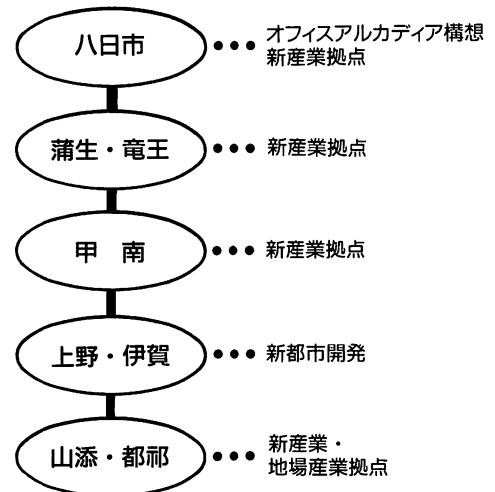 八日市 ••• オフィスアルカディア構想
新産業拠点
蒲生・竜王 ••• 新産業拠点
甲 南 ••• 新産業拠点
上野・伊賀 ••• 新都市開発
山添・都祁 ••• 新産業・
地場産業拠点